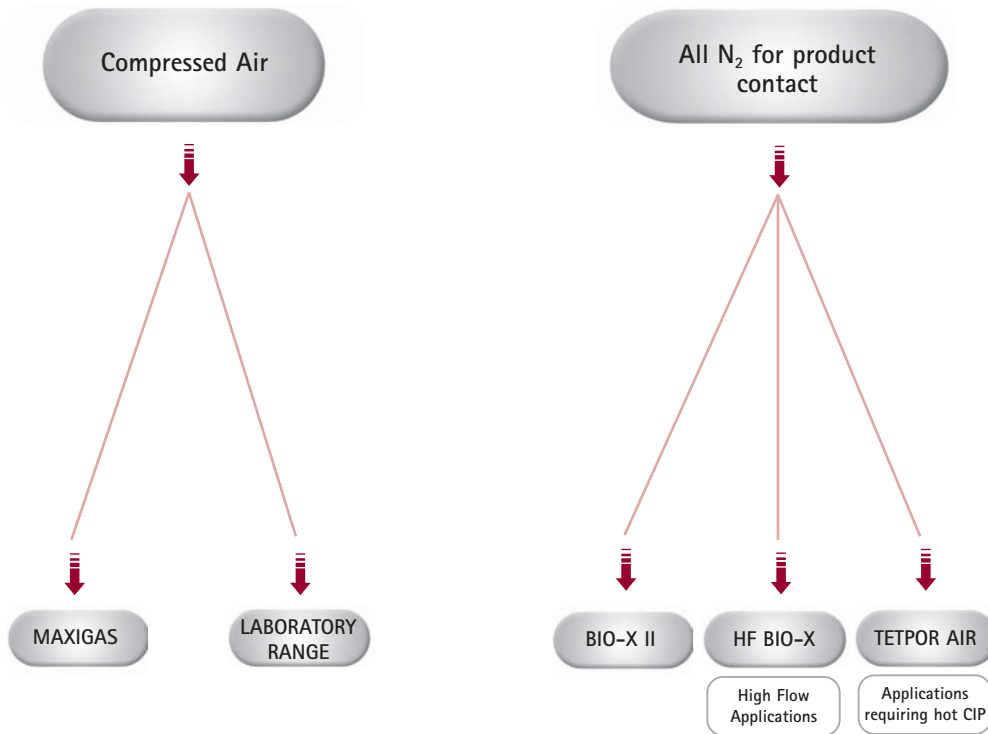 Compressed Air
All N₂ for product
contact
MAXIGAS
LABORATORY
RANGE
BIO-X II
HF BIO-X
TETPOR AIR
High Flow
Applications
Applications
requiring hot CIP